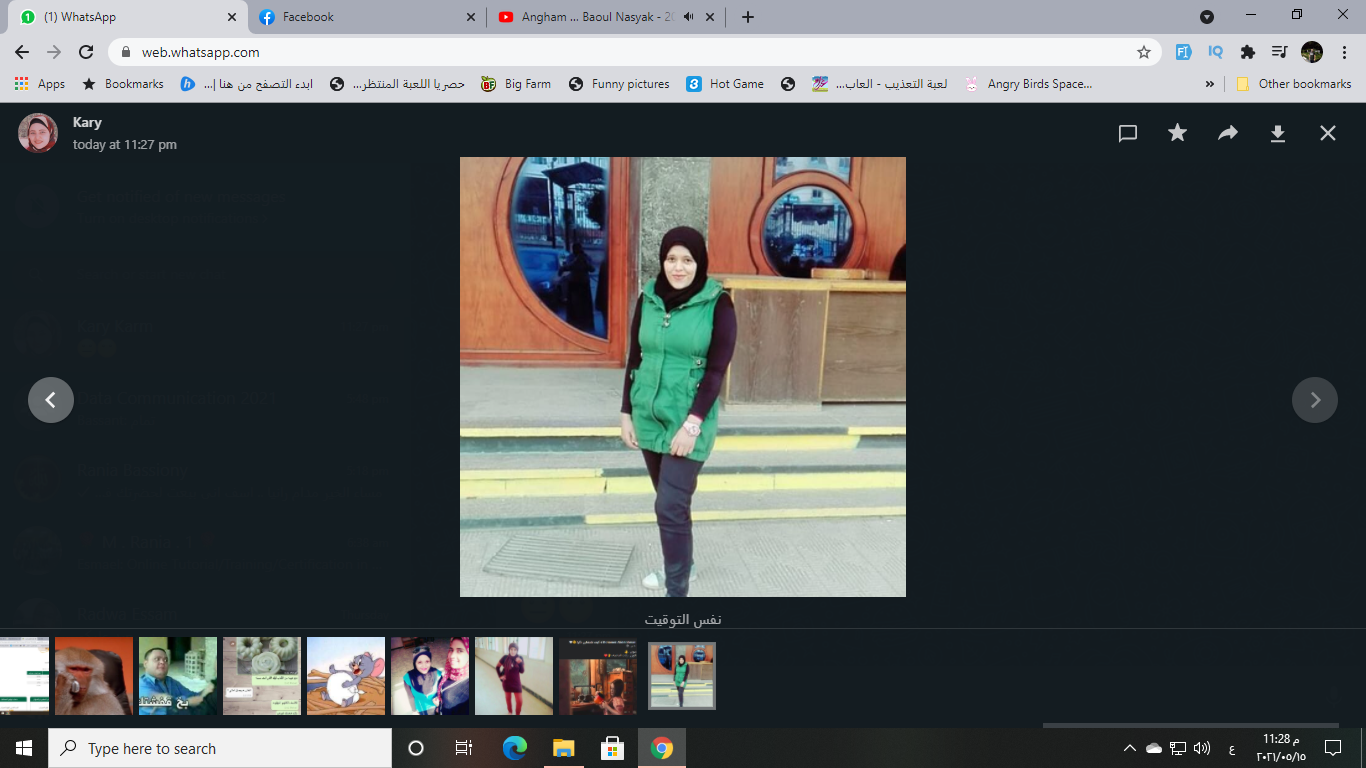 (1) WhatsApp
Facebook
Angham ... Baoul Nasyak - 20
web.whatsapp.com
Apps
Bookmarks
ابدء التصفح من هنا |...
حصريا اللعبة المنتظر...
Big Farm
Funny pictures
Hot Game
لعبة التعذيب - العاب...
Angry Birds Space...
Other bookmarks
Kary
today at 11:27 pm
نفس التوقيت
Type here to search
ع
11:28 م
٢٠٢١/٠٥/١٥